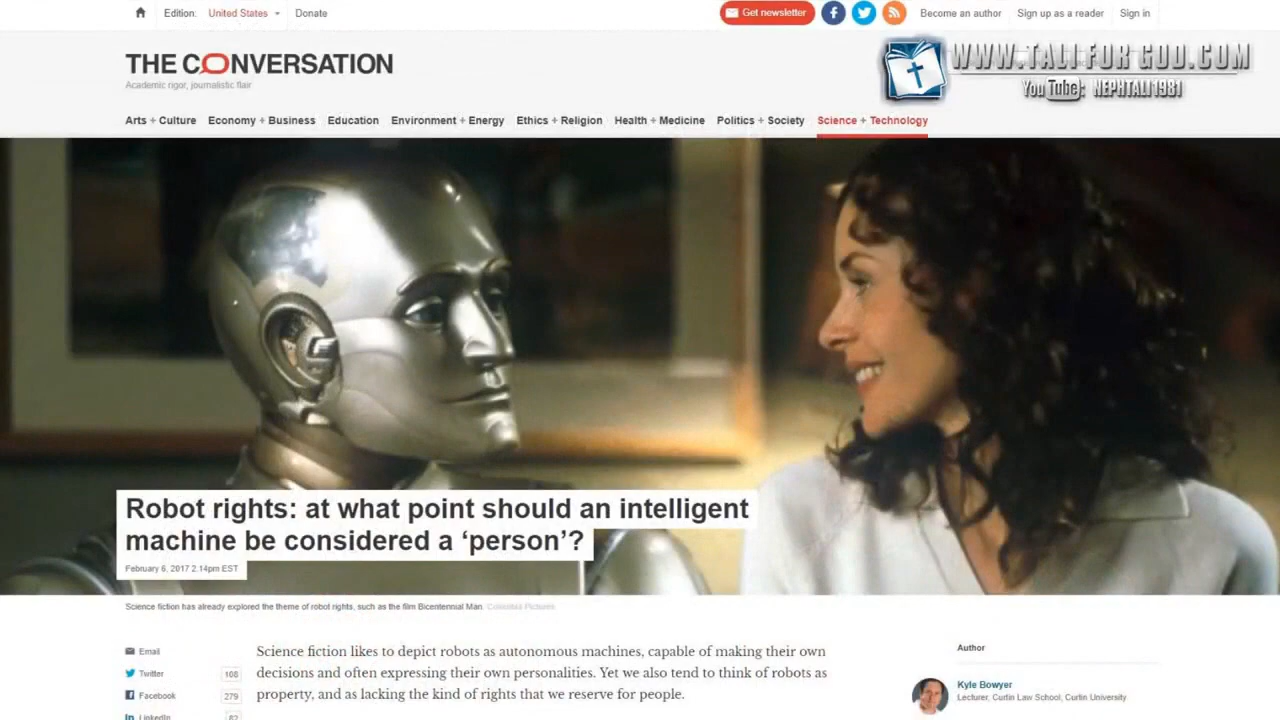 Edition: United States Donate Get newsletter Become an author Sign up as a reader Sign in
THE CONVERSATION
Academic rigor, journalistic flair
WWW.TALIFORGOD.COM
YouTube: NEPHTALI1981
Arts + Culture Economy + Business Education Environment + Energy Ethics + Religion Health + Medicine Politics + Society Science + Technology
Robot rights: at what point should an intelligent
machine be considered a ‘person’?
February 6, 2017 2.14pm EST
Science fiction has already explored the theme of robot rights, such as the film Bicentennial Man. Columbia Pictures
Email
Twitter 108
Facebook 279
LinkedIn 82
Science fiction likes to depict robots as autonomous machines, capable of making their own
decisions and often expressing their own personalities. Yet we also tend to think of robots as
property, and as lacking the kind of rights that we reserve for people.
Author
Kyle Bowyer
Lecturer, Curtin Law School, Curtin University